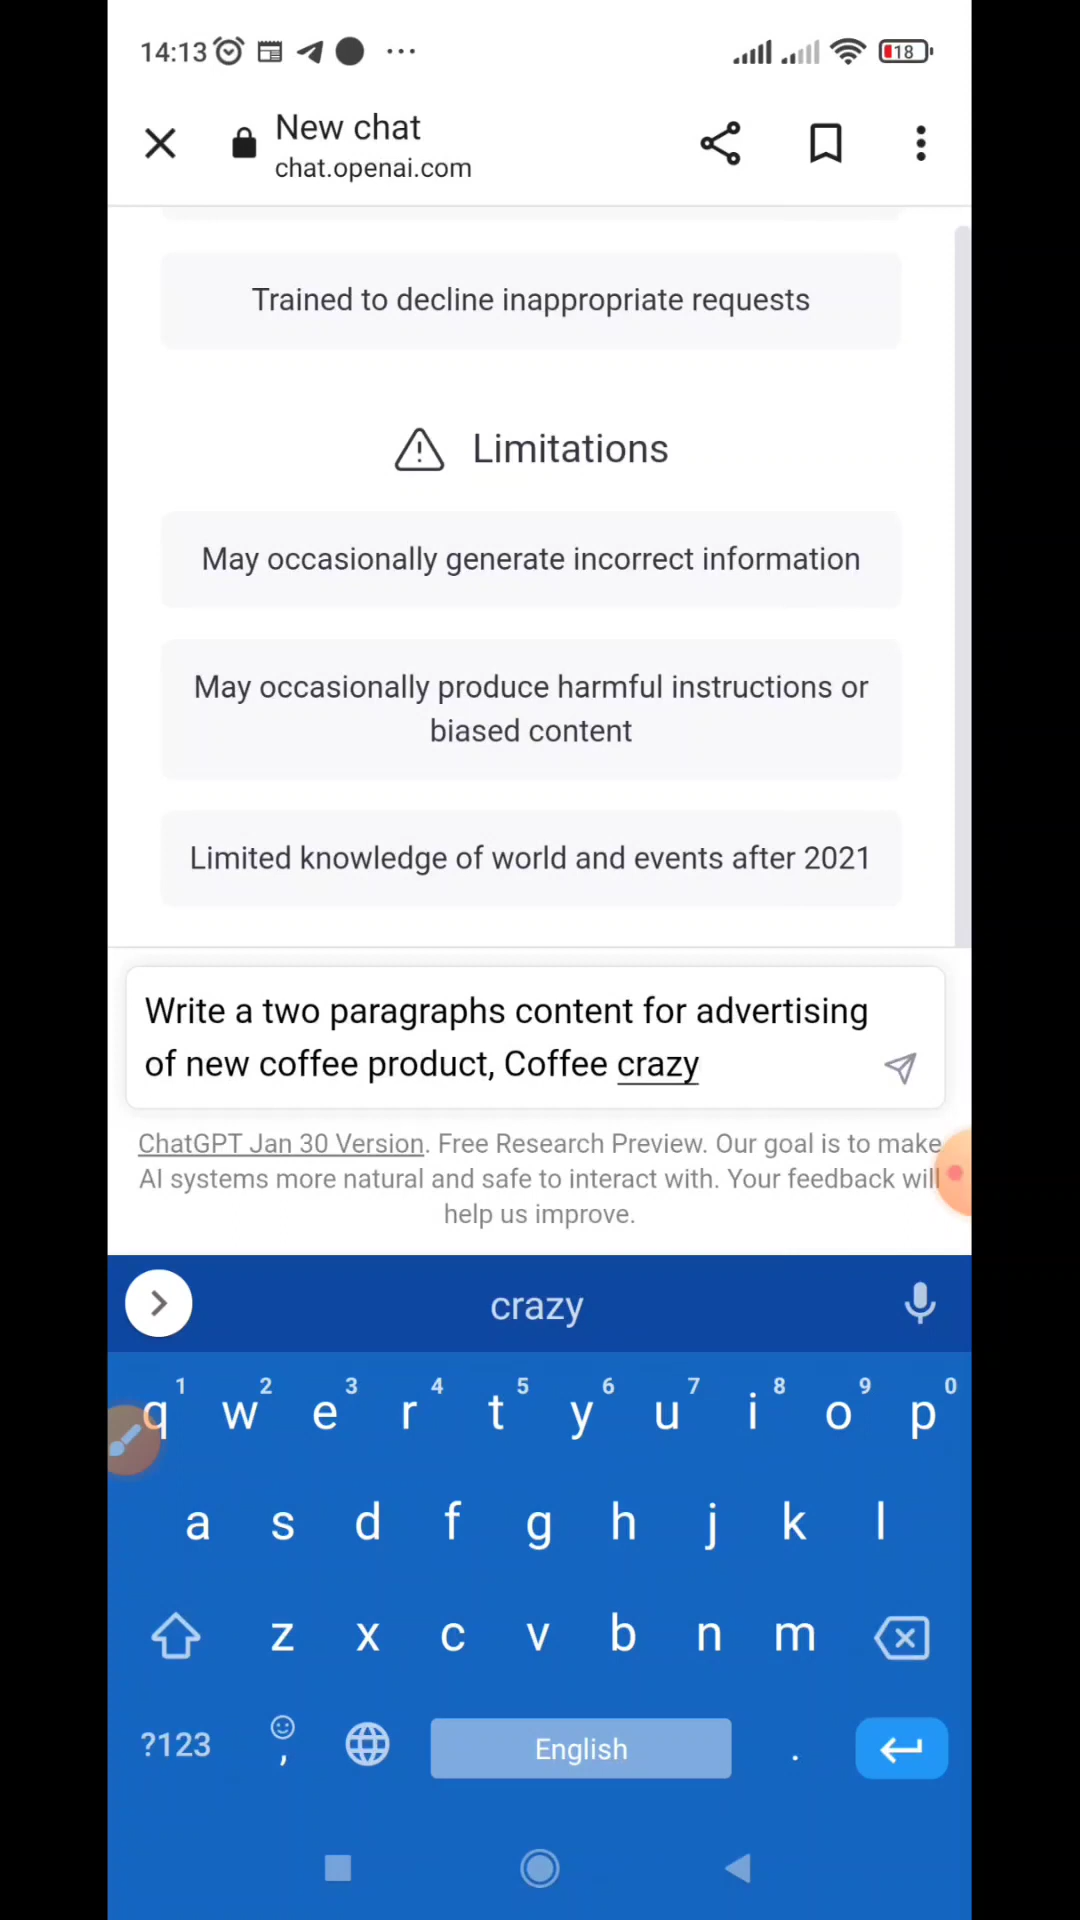 14:13 ... 18
New chat
chat.openai.com
Trained to decline inappropriate requests
Limitations
May occasionally generate incorrect information
May occasionally produce harmful instructions or
biased content
Limited knowledge of world and events after 2021
Write a two paragraphs content for advertising
of new coffee product, Coffee crazy
ChatGPT Jan 30 Version. Free Research Preview. Our goal is to make
AI systems more natural and safe to interact with. Your feedback will
help us improve.
crazy
1 2 3 4 5 6 7 8 9 0
q w e r t y u i o p
a s d f g h j k l
z x c v b n m
?123 , English .